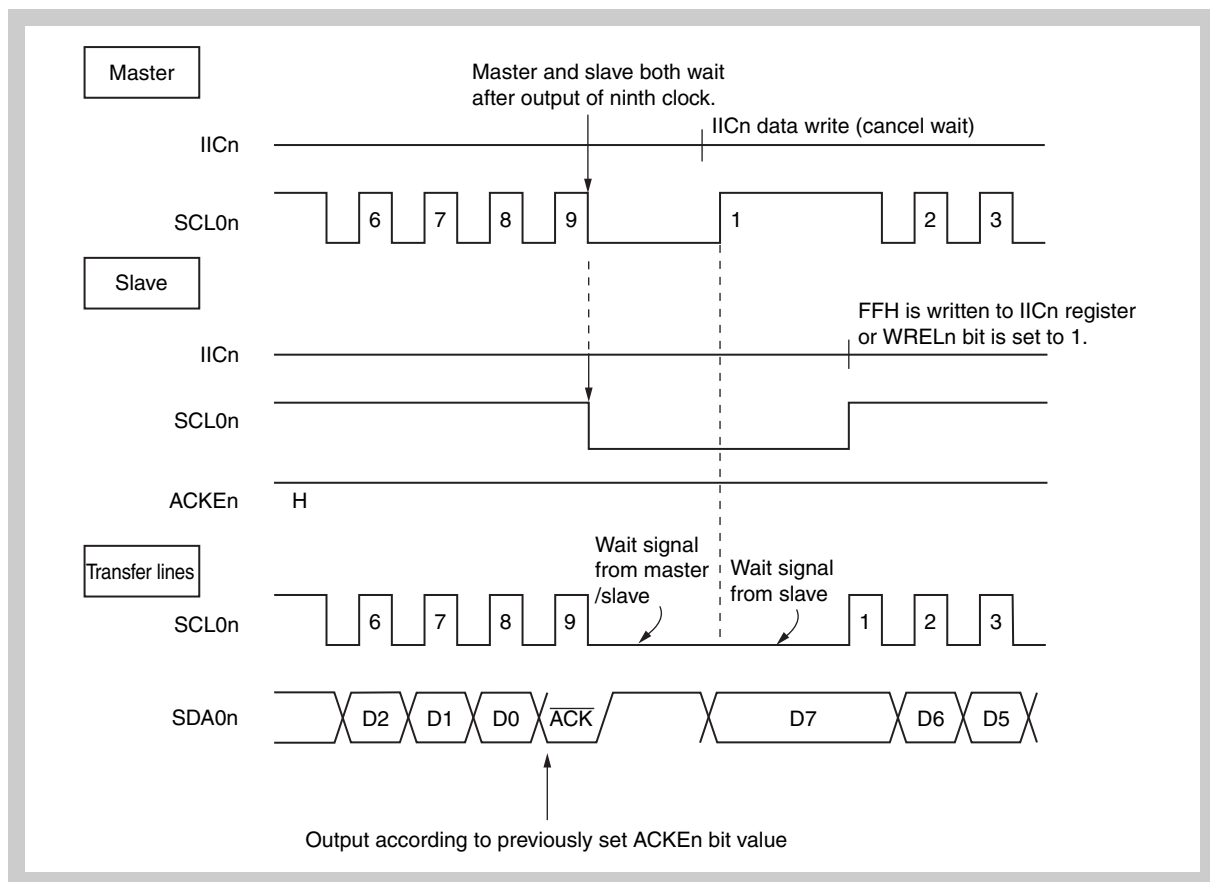 Master
Master and slave both wait
after output of ninth clock.
IICn data write (cancel wait)
IICn
SCL0n
6 7 8 9 1 2 3
Slave
FFH is written to IICn register
or WRELn bit is set to 1.
IICn
SCL0n
ACKEn H
Transfer lines
Wait signal
from master
/slave
Wait signal
from slave
SCL0n
6 7 8 9 1 2 3
SDA0n D2 D1 D0 ACK D7 D6 D5
Output according to previously set ACKEn bit value